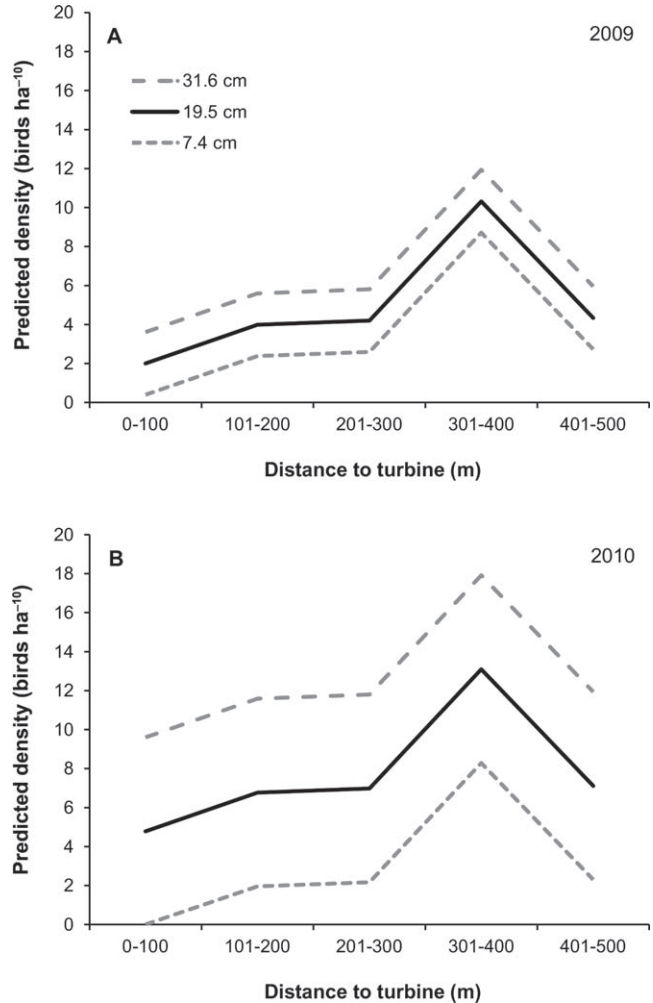 A
2009
31.6 cm
19.5 cm
7.4 cm
Predicted density (birds ha⁻¹⁰)
20
18
16
14
12
10
8
6
4
2
0
0-100 101-200 201-300 301-400 401-500
Distance to turbine (m)
B
2010
Predicted density (birds ha⁻¹⁰)
20
18
16
14
12
10
8
6
4
2
0
0-100 101-200 201-300 301-400 401-500
Distance to turbine (m)